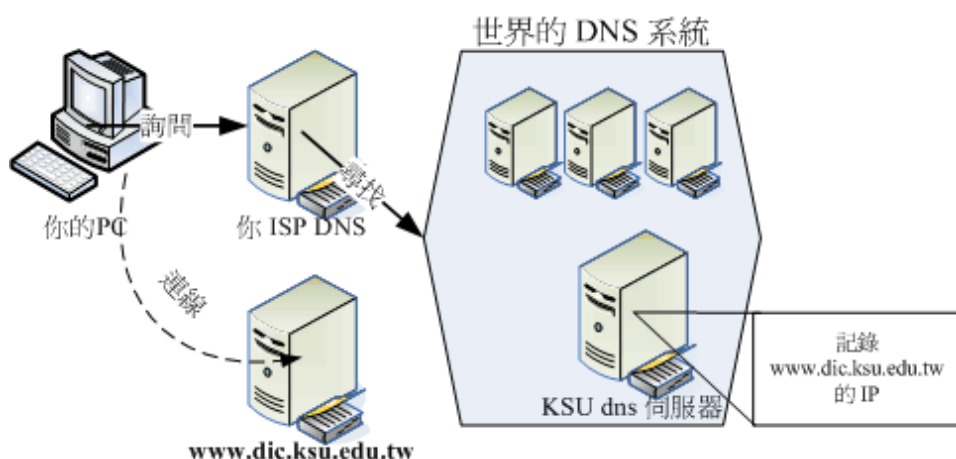 世界的 DNS 系統
詢問
尋找
你的PC
你 ISP DNS
連線
記錄
www.dic.ksu.edu.tw
的 IP
KSU dns 伺服器
www.dic.ksu.edu.tw